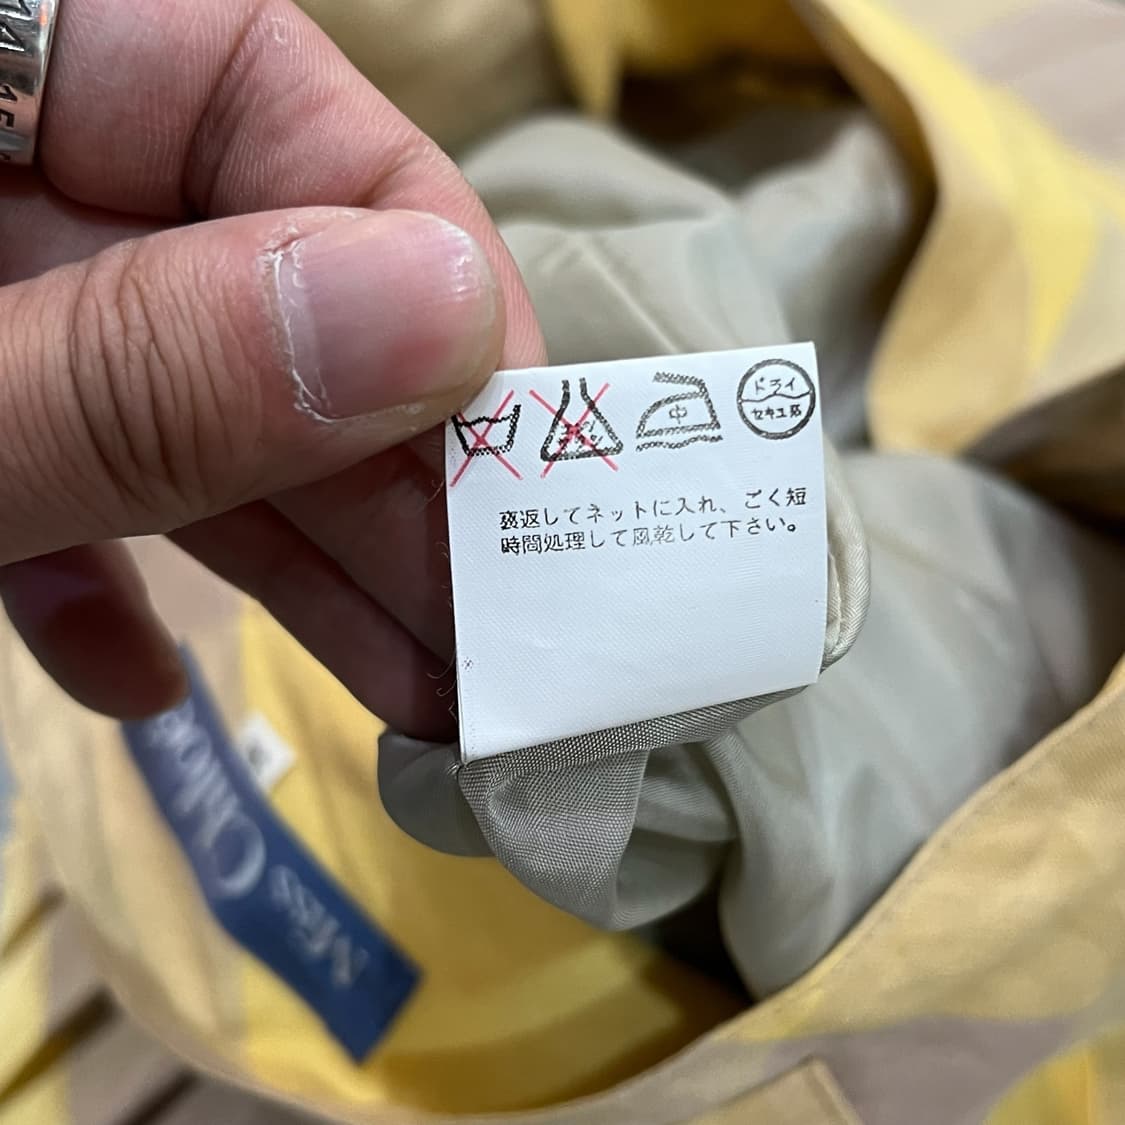 中
ドライ
セキユ系
裏返してネットに入れ、ごく短
時間処理して風乾して下さい。
Miss Chloé